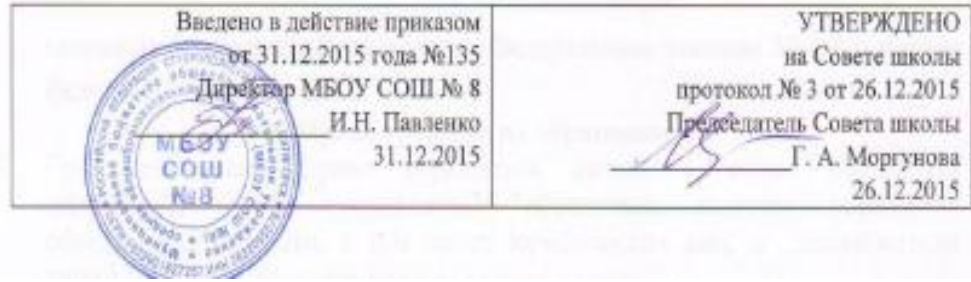 Введено в действие приказом
от 31.12.2015 года №135
Директор МБОУ СОШ № 8
И.Н. Павленко
31.12.2015
МБОУ
СОШ
№8
УТВЕРЖДЕНО
на Совете школы
протокол № 3 от 26.12.2015
Председатель Совета школы
Г. А. Моргунова
26.12.2015